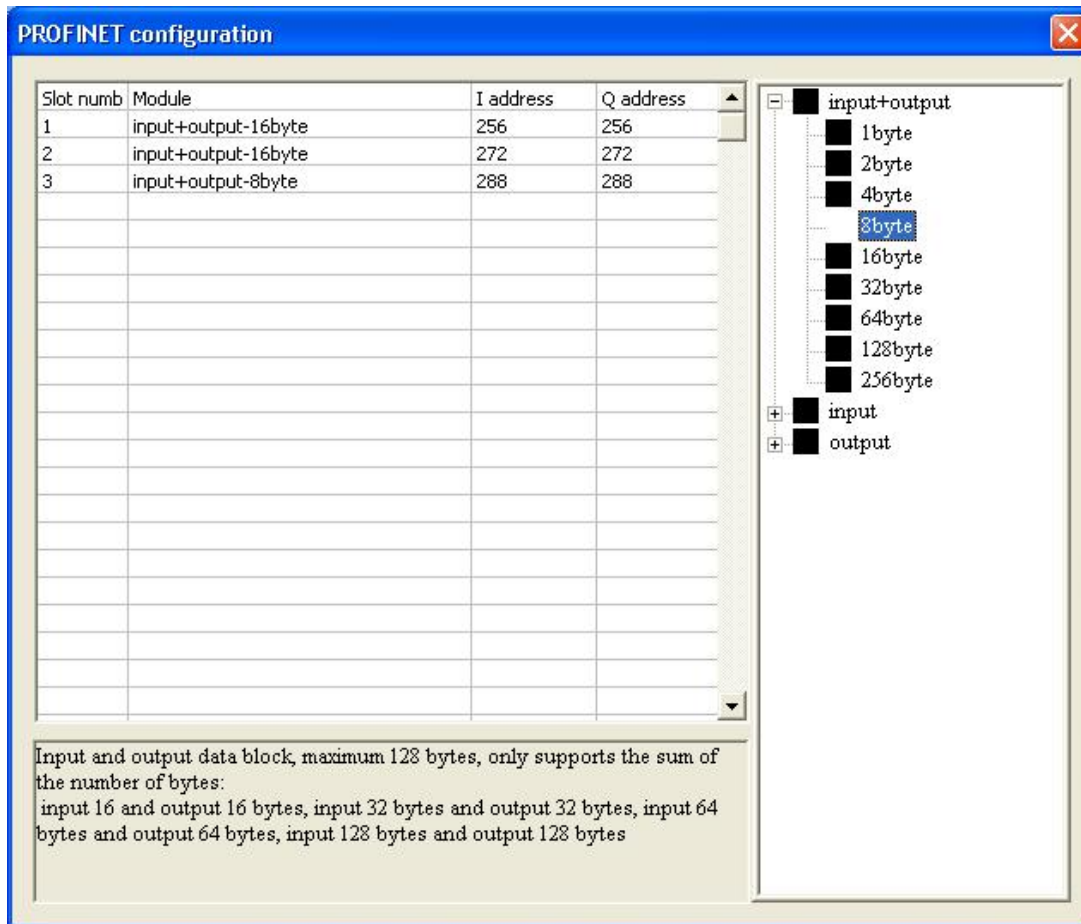 PROFINET configuration
Slot numb Module I address Q address
1 input+output-16byte 256 256
2 input+output-16byte 272 272
3 input+output-8byte 288 288
Input and output data block, maximum 128 bytes, only supports the sum of
the number of bytes:
input 16 and output 16 bytes, input 32 bytes and output 32 bytes, input 64
bytes and output 64 bytes, input 128 bytes and output 128 bytes
input+output
1byte
2byte
4byte
8byte
16byte
32byte
64byte
128byte
256byte
input
output